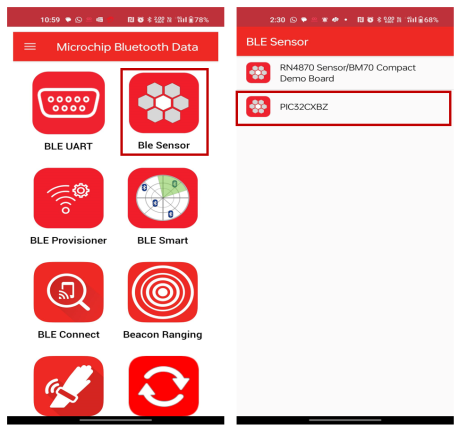 10:59
78%
Microchip Bluetooth Data
BLE UART
Ble Sensor
BLE Provisioner
BLE Smart
BLE Connect
Beacon Ranging
2:30
68%
BLE Sensor
RN4870 Sensor/BM70 Compact
Demo Board
PIC32CXBZ